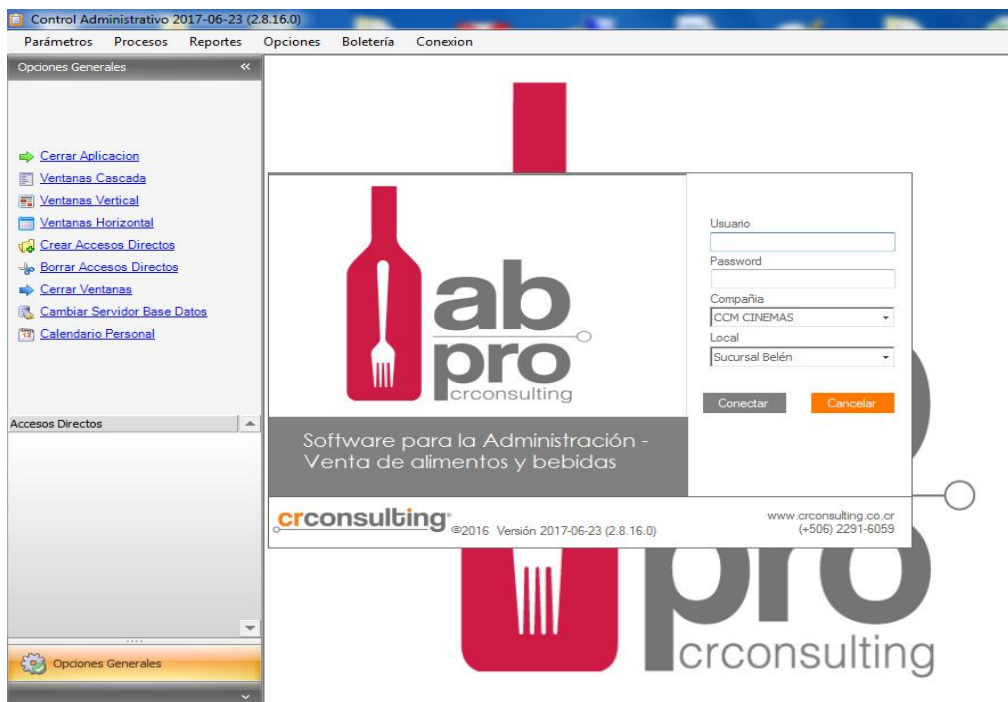 Control Administrativo 2017-06-23 (2.8.16.0)
Parámetros Procesos Reportes Opciones Boletería Conexion
Opciones Generales
Cerrar Aplicacion
Ventanas Cascada
Ventanas Vertical
Ventanas Horizontal
Crear Accesos Directos
Borrar Accesos Directos
Cerrar Ventanas
Cambiar Servidor Base Datos
Calendario Personal
Accesos Directos
Opciones Generales
ab
pro
crconsulting
Software para la Administración -
Venta de alimentos y bebidas
Usuario
Password
Compañia
CCM CINEMAS
Local
Sucursal Belén
Conectar Cancelar
crconsulting
©2016 Versión 2017-06-23 (2.8.16.0)
www.crconsulting.co.cr
(+506) 2291-6059
pro
crconsulting